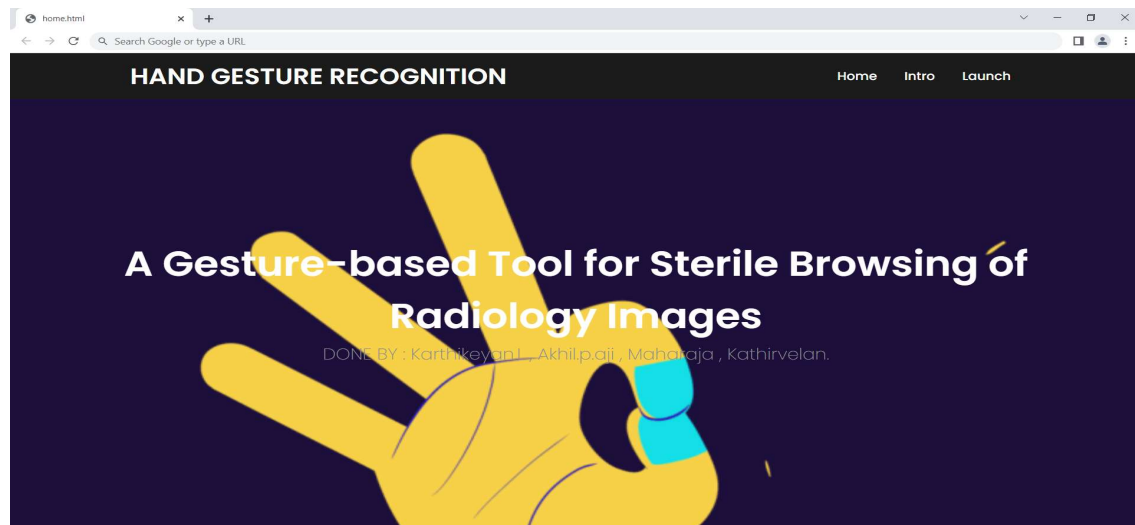 home.html
Search Google or type a URL
HAND GESTURE RECOGNITION
Home Intro Launch
A Gesture-based Tool for Sterile Browsing of
Radiology Images
DONE BY : Karthikeyan L , Akhil.p.aji , Maharaja , Kathirvelan.